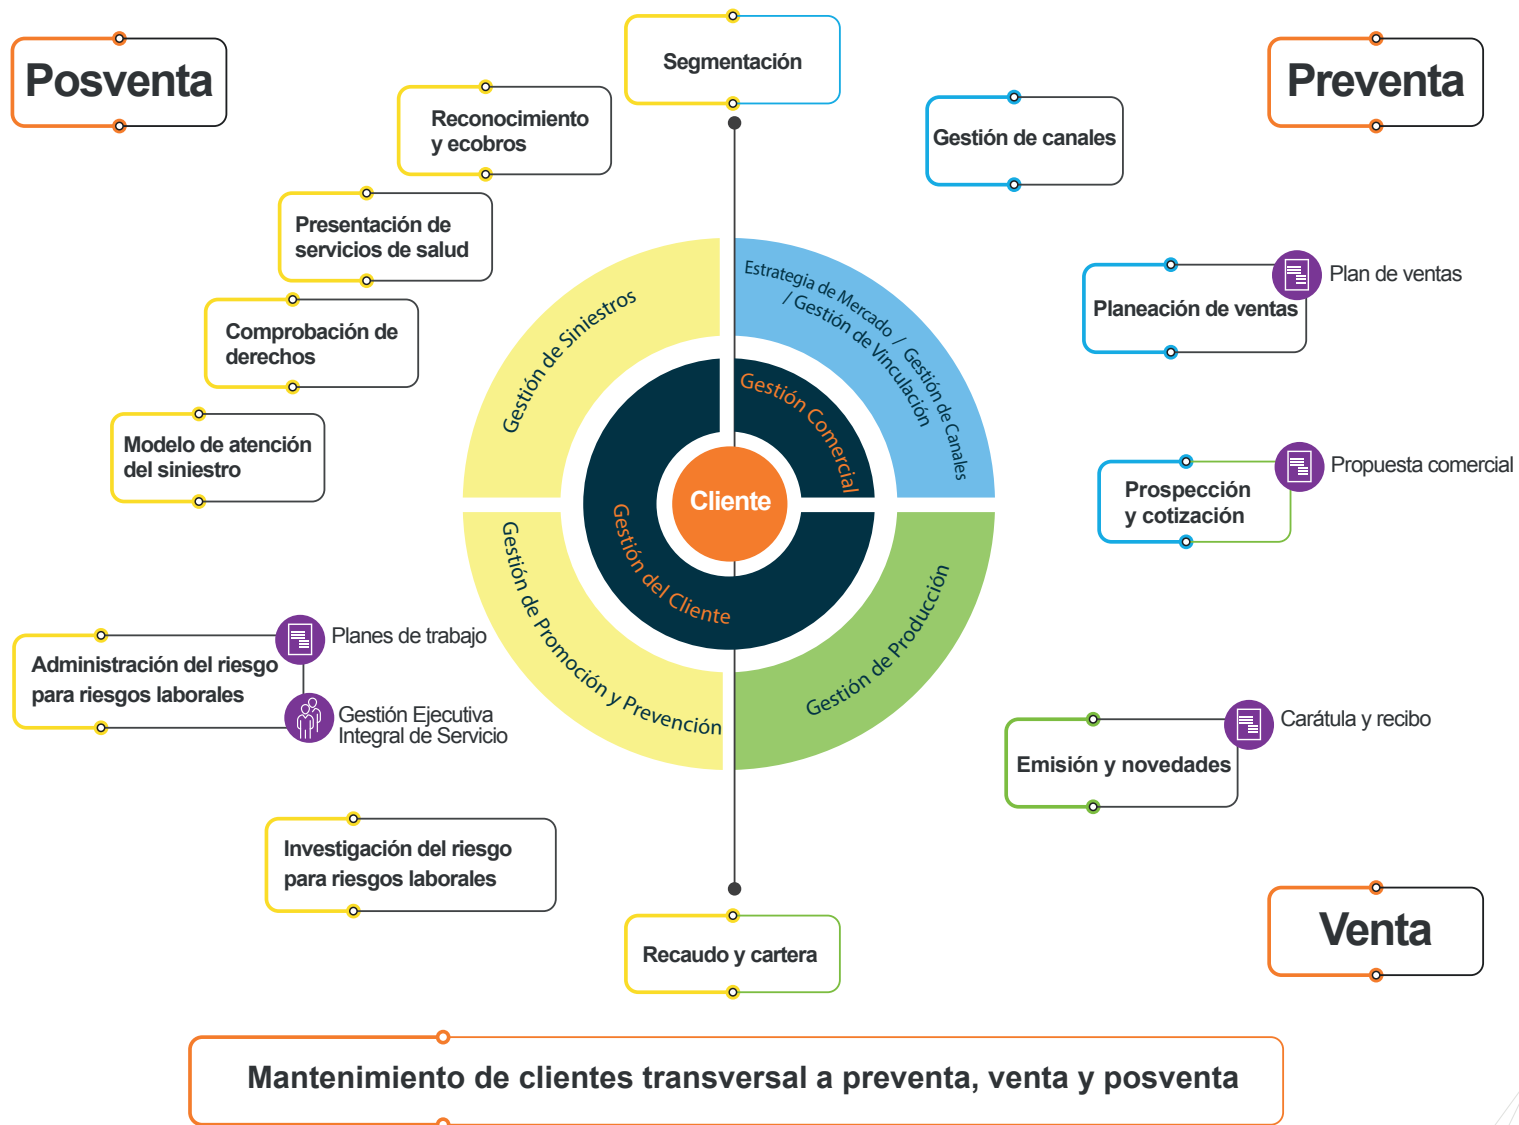 Posventa
Segmentación
Preventa
Reconocimiento
y ecobros
Gestión de canales
Presentación de
servicios de salud
Plan de ventas
Planeación de ventas
Comprobación de
derechos
Gestión de Siniestros
Estrategia de Mercado / Gestión de Canales
/ Gestión de Vinculación
Gestión Comercial
Modelo de atención
del siniestro
Propuesta comercial
Prospección
y cotización
Cliente
Gestión del Cliente
Gestión de Promoción y Prevención
Gestión de Producción
Planes de trabajo
Administración del riesgo
para riesgos laborales
Gestión Ejecutiva
Integral de Servicio
Carátula y recibo
Emisión y novedades
Investigación del riesgo
para riesgos laborales
Venta
Recaudo y cartera
Mantenimiento de clientes transversal a preventa, venta y posventa